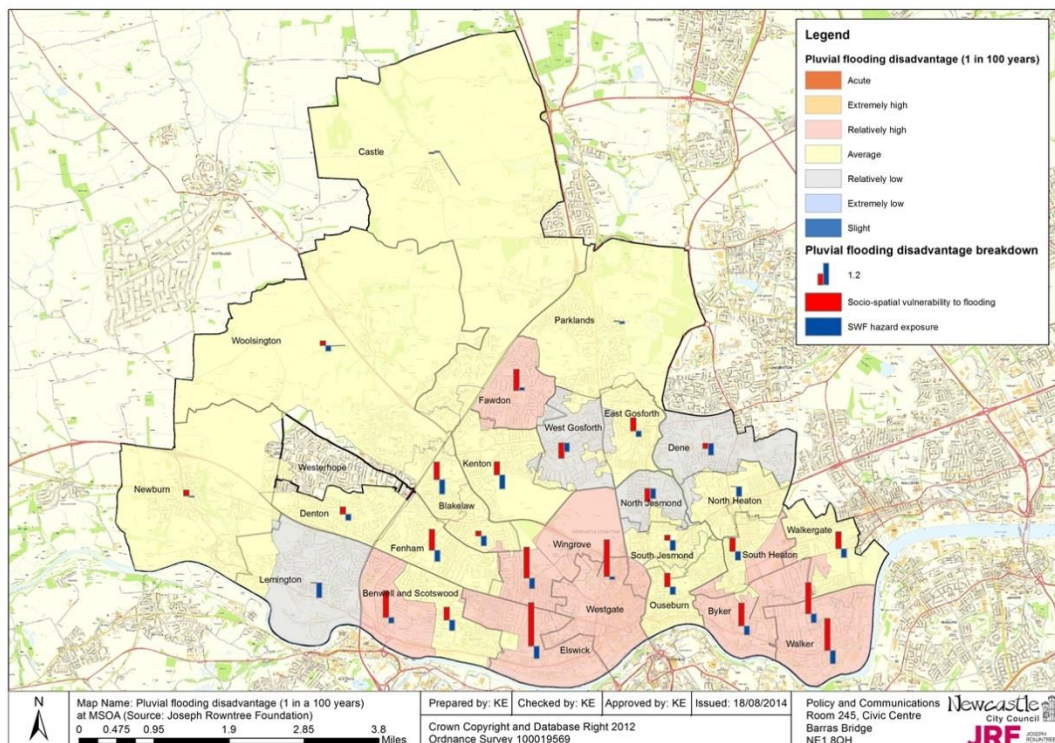 Legend
Pluvial flooding disadvantage (1 in 100 years)
Acute
Extremely high
Relatively high
Average
Relatively low
Extremely low
Slight
Pluvial flooding disadvantage breakdown
1.2
Socio-spatial vulnerability to flooding
SWF hazard exposure
Castle
Woolsington
Parklands
Fawdon
East Gosforth
West Gosforth
Dene
Westerhope
Kenton
Newburn
Blakelaw
North Jesmond
North Heaton
Denton
Walkergate
Fenham
Wingrove
South Jesmond
South Heaton
Lemington
Benwell and Scotswood
Westgate
Ouseburn
Byker
Elswick
Walker
N
Map Name: Pluvial flooding disadvantage (1 in a 100 years)
at MSOA (Source: Joseph Rowntree Foundation)
0 0.475 0.95 1.9 2.85 3.8
Miles
Prepared by: KE
Checked by: KE
Approved by: KE
Issued: 18/08/2014
Crown Copyright and Database Right 2012
Ordnance Survey 100019569
Policy and Communications
Room 245, Civic Centre
Barras Bridge
NE1 8QH
Newcastle
City Council
JRF JOSEPH
ROWNTREE